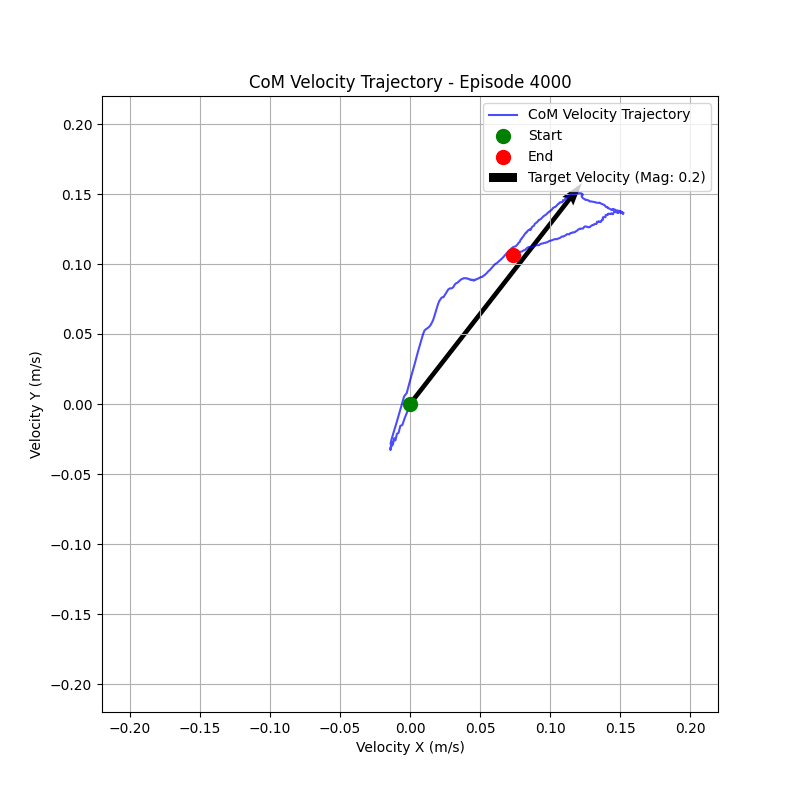 CoM Velocity Trajectory - Episode 4000
CoM Velocity Trajectory
Start
End
Target Velocity (Mag: 0.2)
0.20
0.15
0.10
0.05
0.00
−0.05
−0.10
−0.15
−0.20
Velocity Y (m/s)
−0.20 −0.15 −0.10 −0.05 0.00 0.05 0.10 0.15 0.20
Velocity X (m/s)